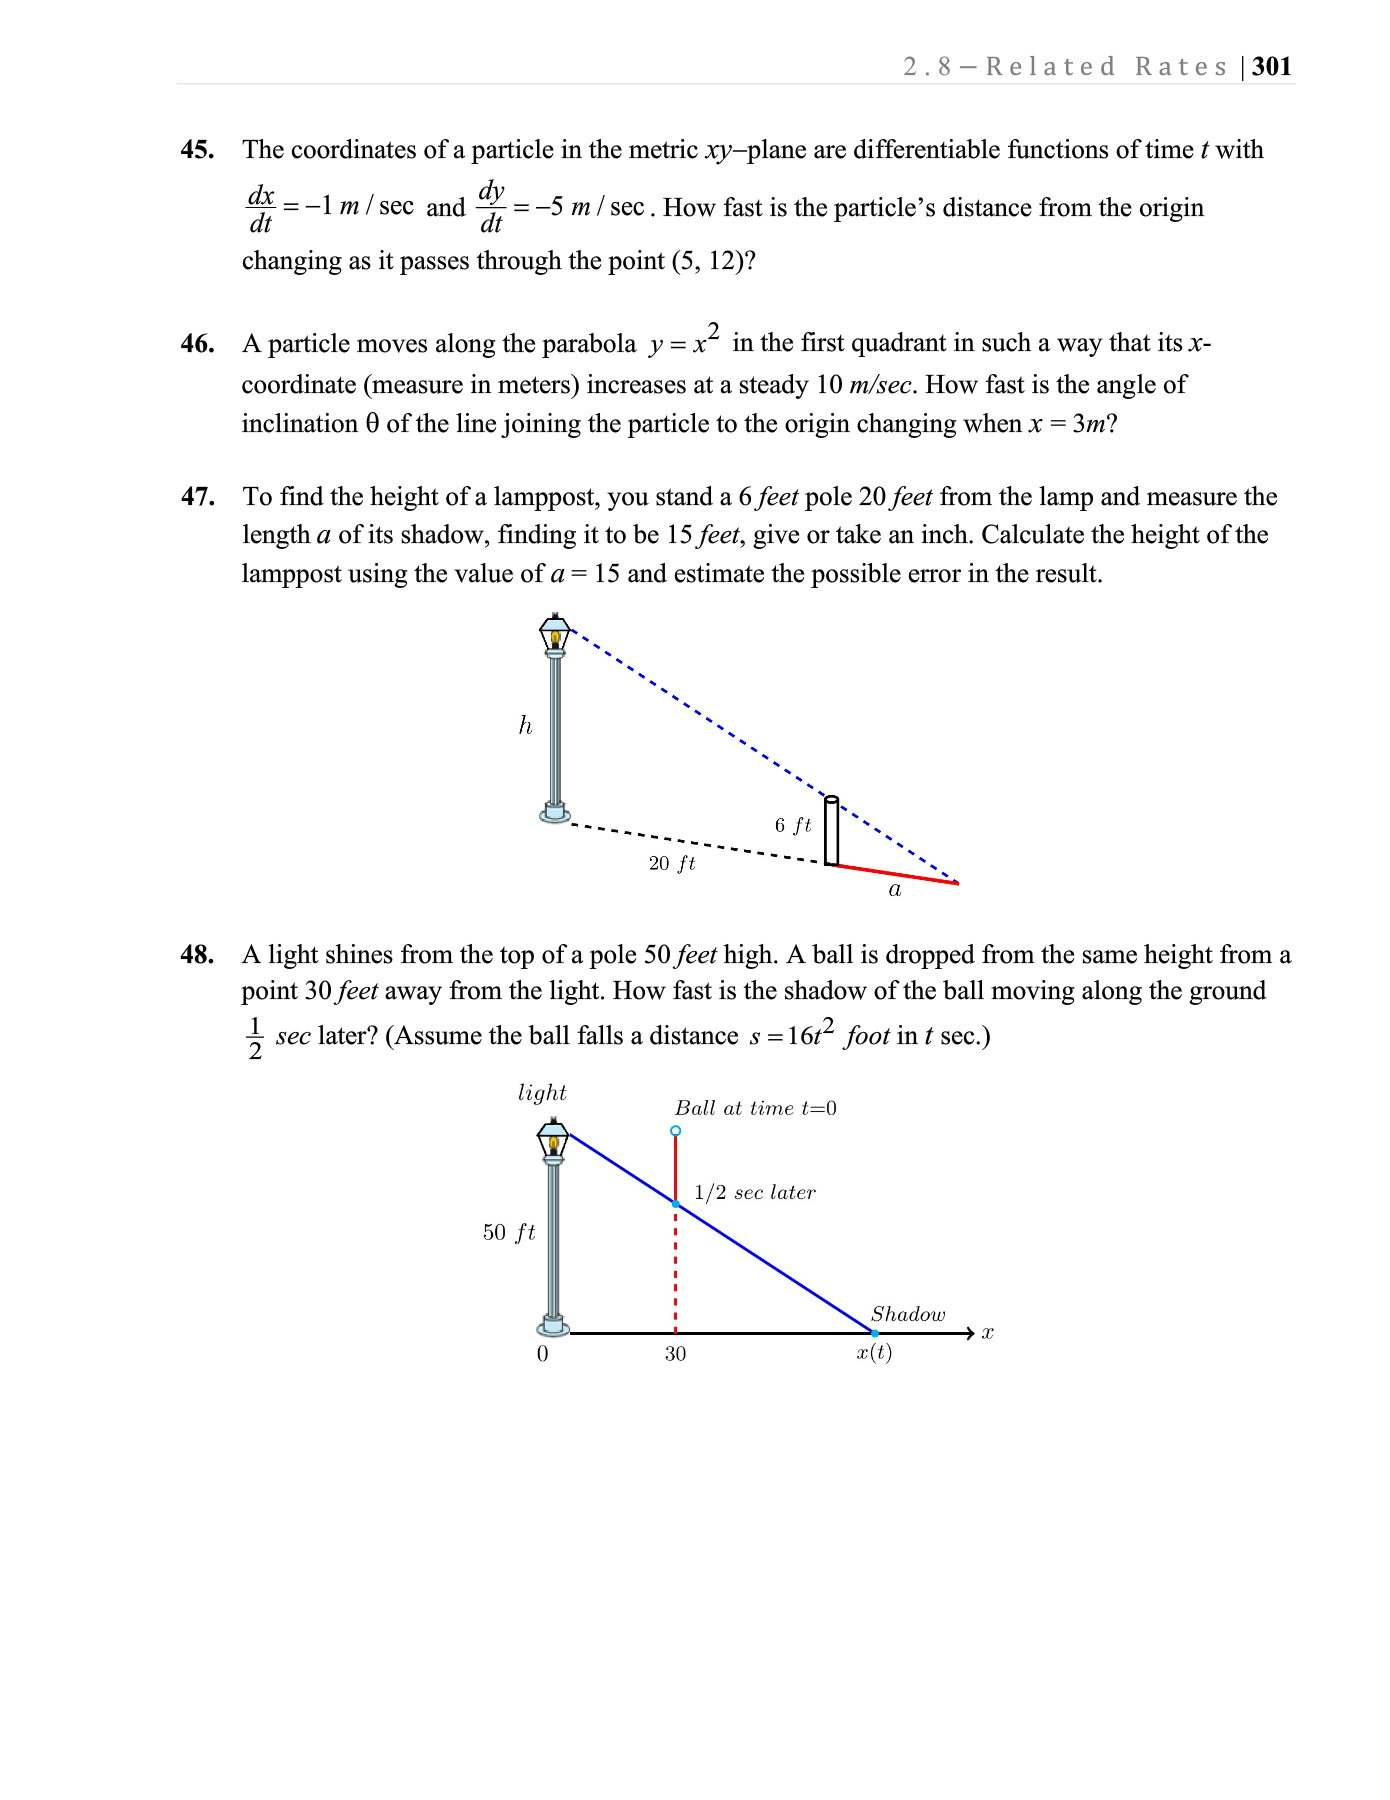 2.8 – Related Rates | 301
45. The coordinates of a particle in the metric xy–plane are differentiable functions of time t with
dx/dt = −1 m / sec and dy/dt = −5 m / sec . How fast is the particle’s distance from the origin
changing as it passes through the point (5, 12)?
46. A particle moves along the parabola y = x² in the first quadrant in such a way that its x-
coordinate (measure in meters) increases at a steady 10 m/sec. How fast is the angle of
inclination θ of the line joining the particle to the origin changing when x = 3m?
47. To find the height of a lamppost, you stand a 6 feet pole 20 feet from the lamp and measure the
length a of its shadow, finding it to be 15 feet, give or take an inch. Calculate the height of the
lamppost using the value of a = 15 and estimate the possible error in the result.
h
6 ft
20 ft
a
48. A light shines from the top of a pole 50 feet high. A ball is dropped from the same height from a
point 30 feet away from the light. How fast is the shadow of the ball moving along the ground
1/2 sec later? (Assume the ball falls a distance s = 16t² foot in t sec.)
light
Ball at time t=0
1/2 sec later
50 ft
Shadow
x
0 30 x(t)